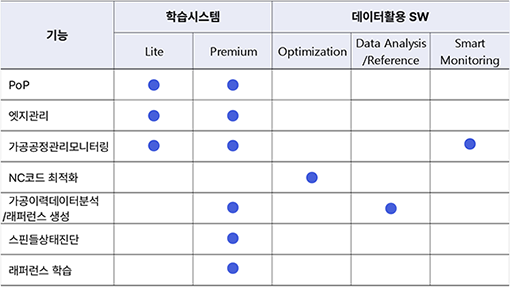 기능
학습시스템
데이터활용 SW
Lite
Premium
Optimization
Data Analysis
/Reference
Smart
Monitoring
PoP
엣지관리
가공공정관리모니터링
NC코드 최적화
가공이력데이터분석
/래퍼런스 생성
스핀들상태진단
래퍼런스 학습